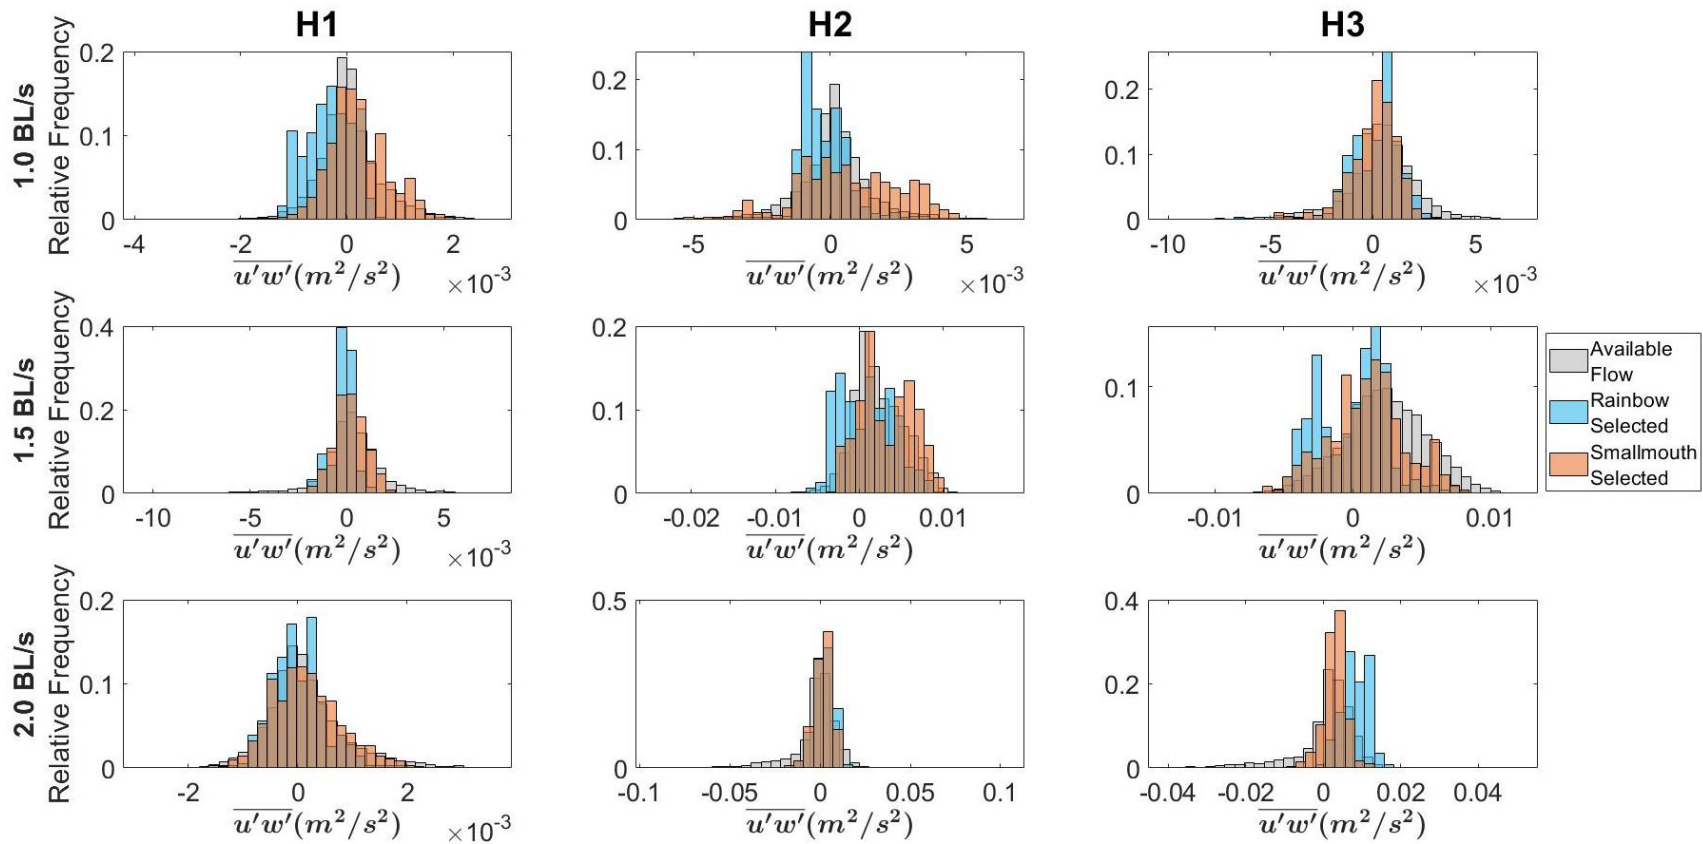 H1 H2 H3
1.0 BL/s
Relative Frequency
0.2
0.1
0
-4 -2 0 2
u'w'(m²/s²)
×10⁻³
0.2
0.1
0
-5 0 5
u'w'(m²/s²)
×10⁻³
0.2
0.1
0
-10 -5 0 5
u'w'(m²/s²)
×10⁻³
1.5 BL/s
Relative Frequency
0.4
0.2
0
-10 -5 0 5
u'w'(m²/s²)
×10⁻³
0.2
0.1
0
-0.02 -0.01 0 0.01
u'w'(m²/s²)
0.1
0
-0.01 0 0.01
u'w'(m²/s²)
Available
Flow
Rainbow
Selected
Smallmouth
Selected
2.0 BL/s
Relative Frequency
0.2
0.1
0
-2 0 2
u'w'(m²/s²)
×10⁻³
0.5
0
-0.1 -0.05 0 0.05 0.1
u'w'(m²/s²)
0.4
0.2
0
-0.04 -0.02 0 0.02 0.04
u'w'(m²/s²)